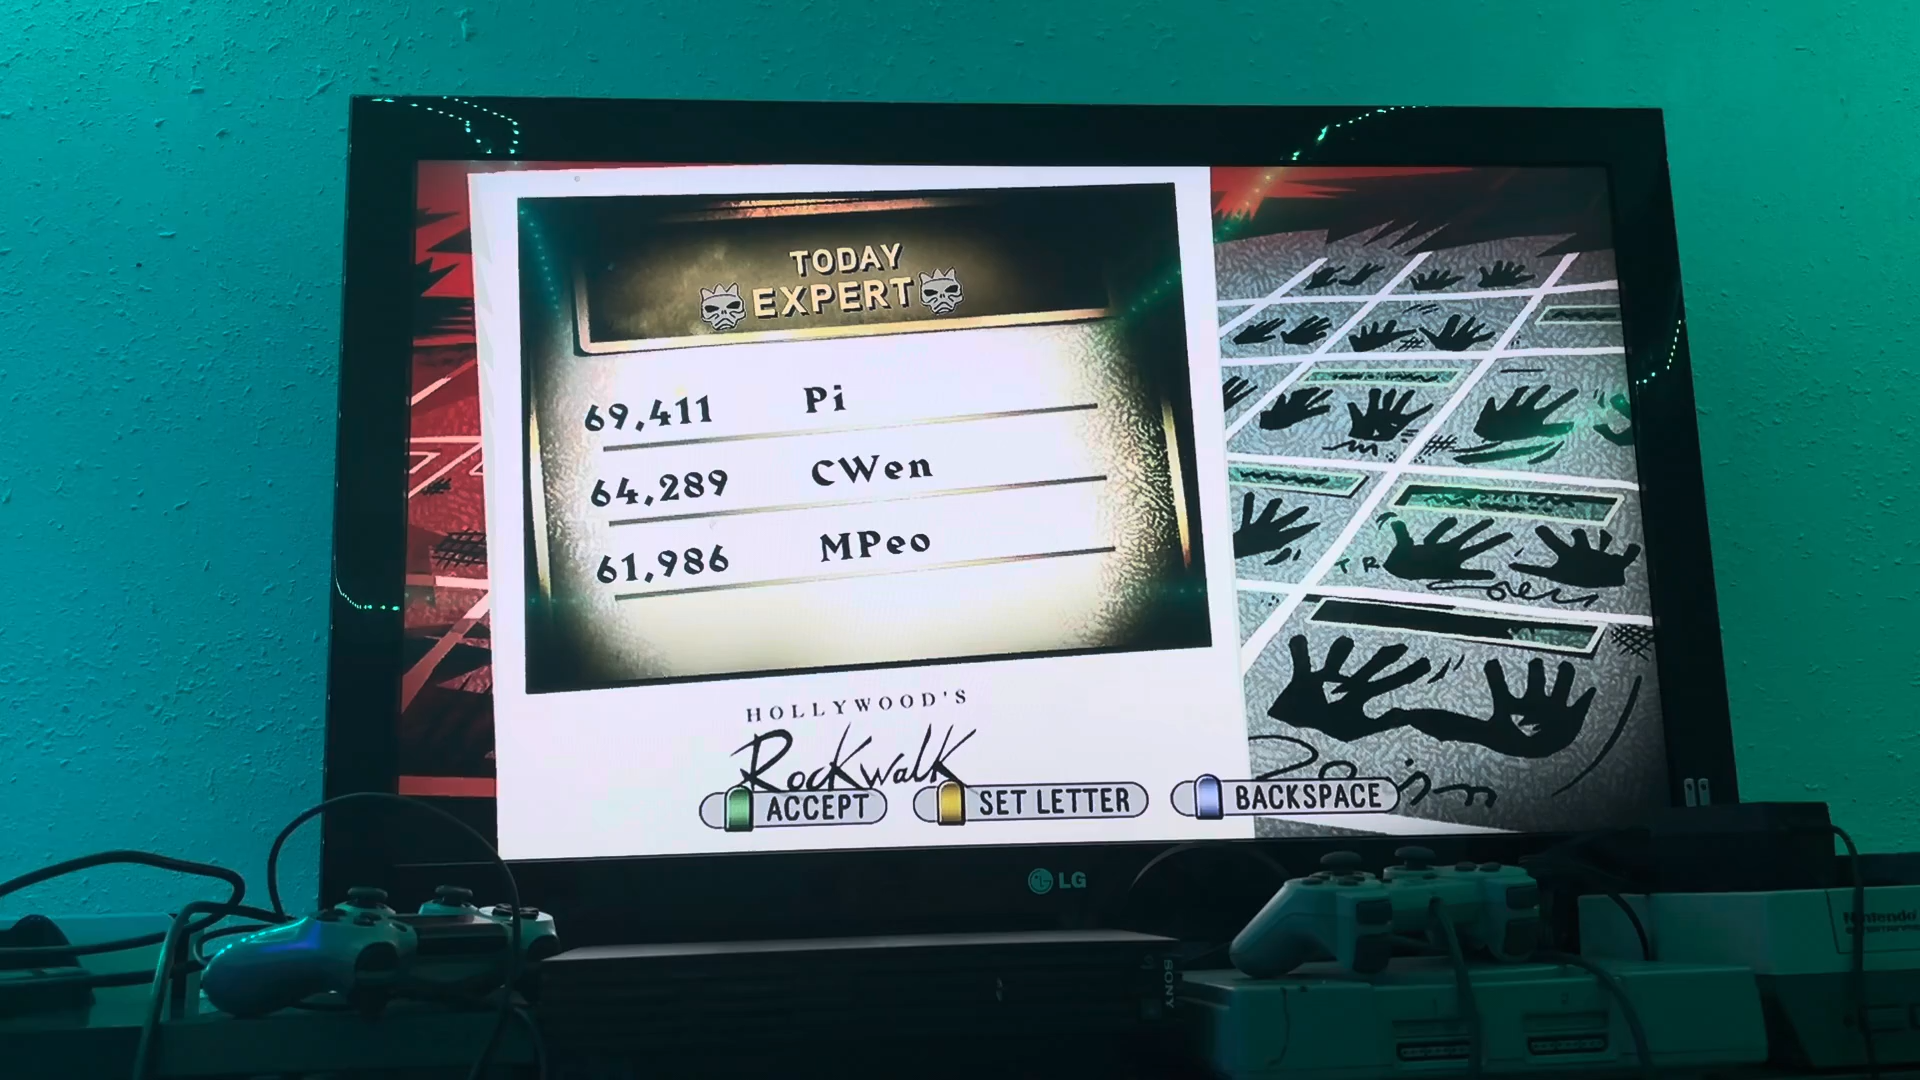 TODAY
EXPERT
69,411 Pi
64,289 CWen
61,986 MPeo
HOLLYWOOD'S
RockWalk
ACCEPT SET LETTER BACKSPACE
LG
SONY
Nintendo